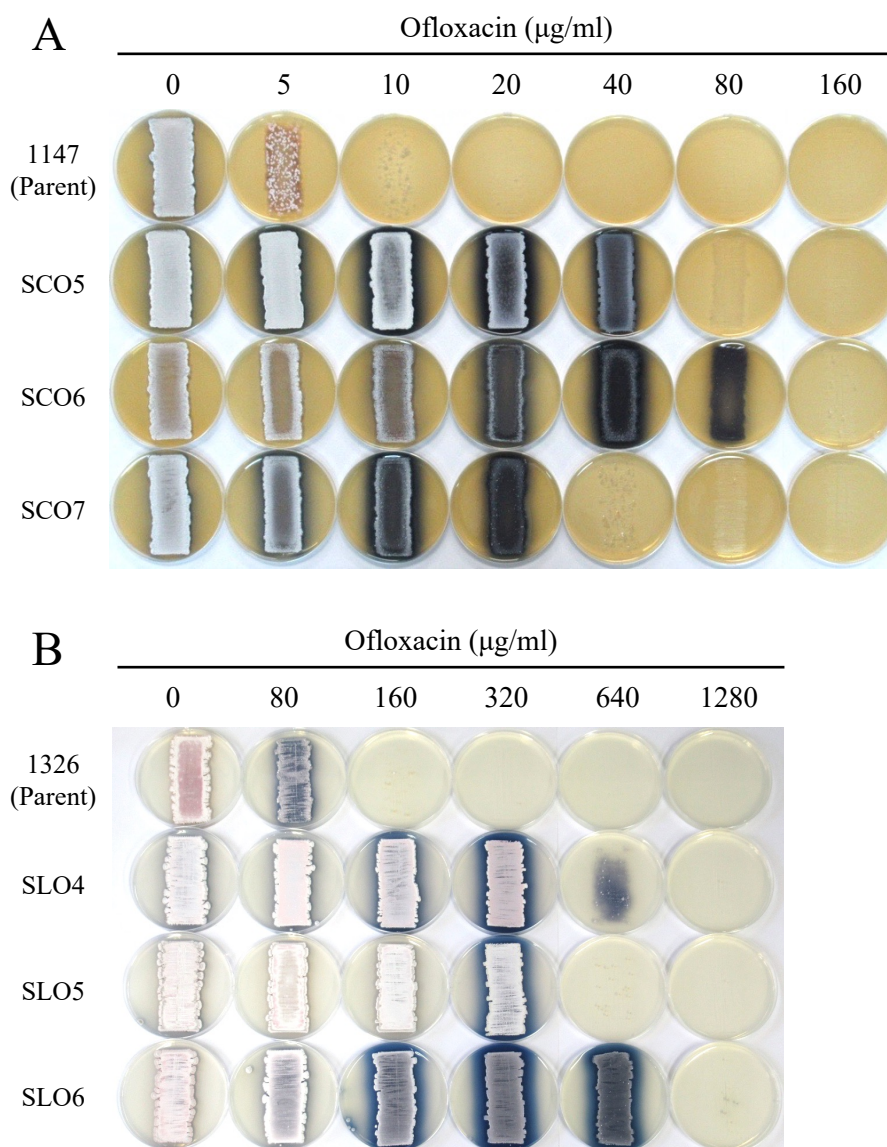 A
Ofloxacin (μg/ml)
0 5 10 20 40 80 160
1147
(Parent)
SCO5
SCO6
SCO7
B
Ofloxacin (μg/ml)
0 80 160 320 640 1280
1326
(Parent)
SLO4
SLO5
SLO6